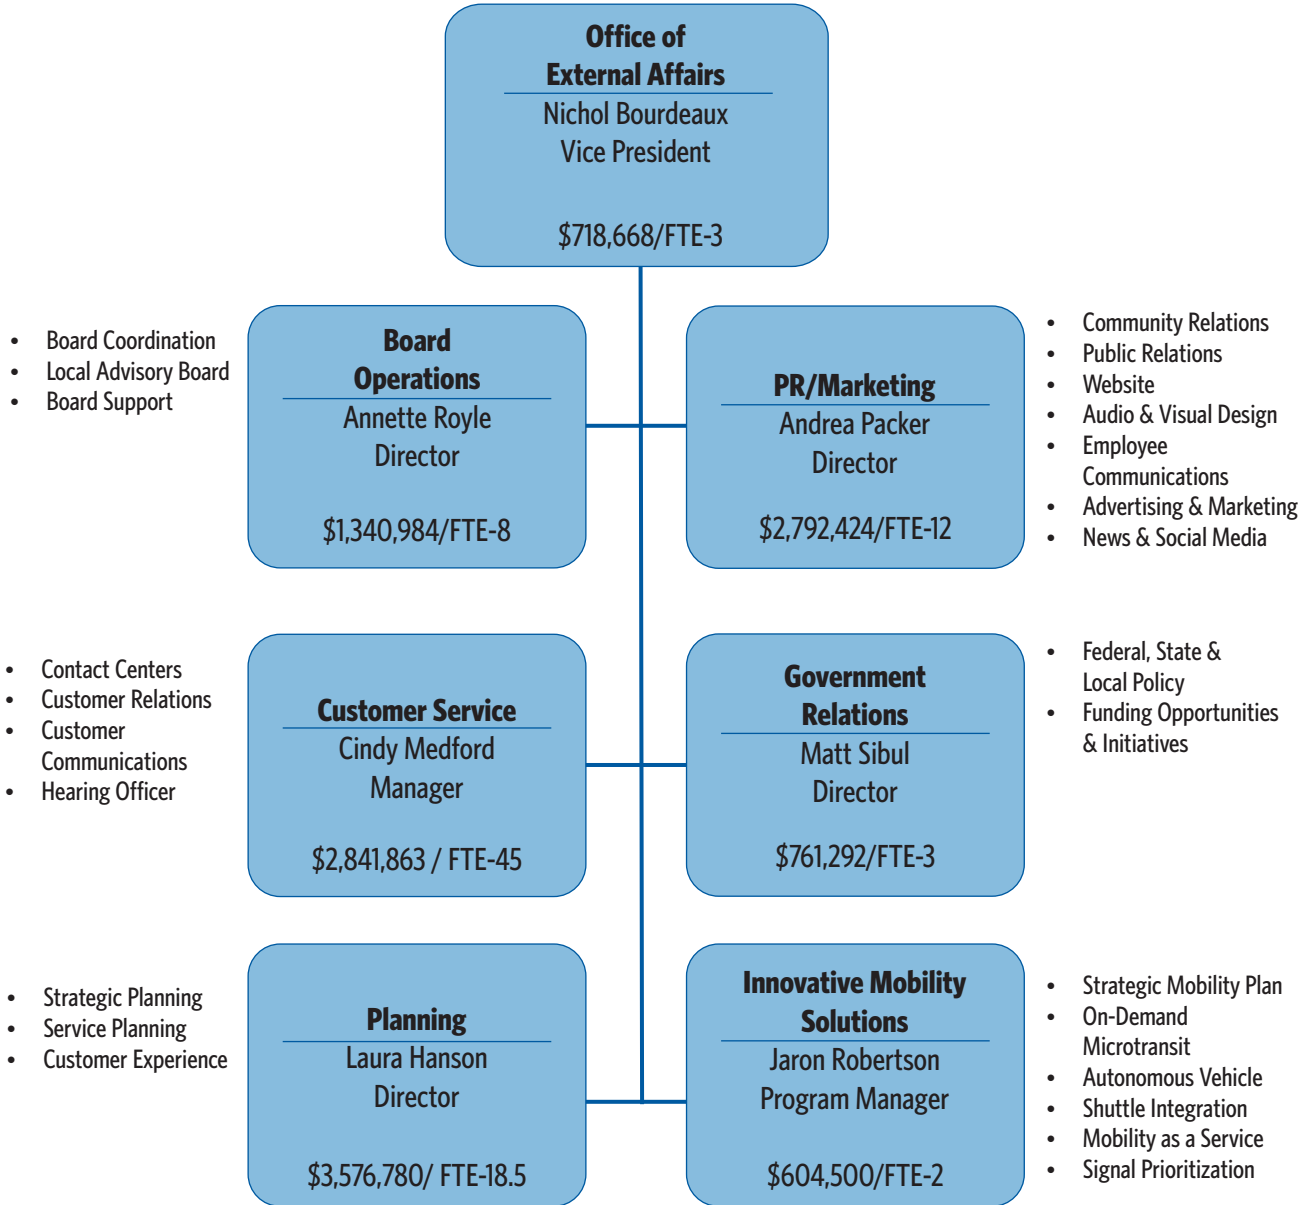 Office of
External Affairs
Nichol Bourdeaux
Vice President
$718,668/FTE-3
• Board Coordination
• Local Advisory Board
• Board Support
Board
Operations
Annette Royle
Director
$1,340,984/FTE-8
PR/Marketing
Andrea Packer
Director
$2,792,424/FTE-12
• Community Relations
• Public Relations
• Website
• Audio & Visual Design
• Employee
Communications
• Advertising & Marketing
• News & Social Media
• Contact Centers
• Customer Relations
• Customer
Communications
• Hearing Officer
Customer Service
Cindy Medford
Manager
$2,841,863 / FTE-45
Government
Relations
Matt Sibul
Director
$761,292/FTE-3
• Federal, State &
Local Policy
• Funding Opportunities
& Initiatives
• Strategic Planning
• Service Planning
• Customer Experience
Planning
Laura Hanson
Director
$3,576,780/ FTE-18.5
Innovative Mobility
Solutions
Jaron Robertson
Program Manager
$604,500/FTE-2
• Strategic Mobility Plan
• On-Demand
Microtransit
• Autonomous Vehicle
• Shuttle Integration
• Mobility as a Service
• Signal Prioritization